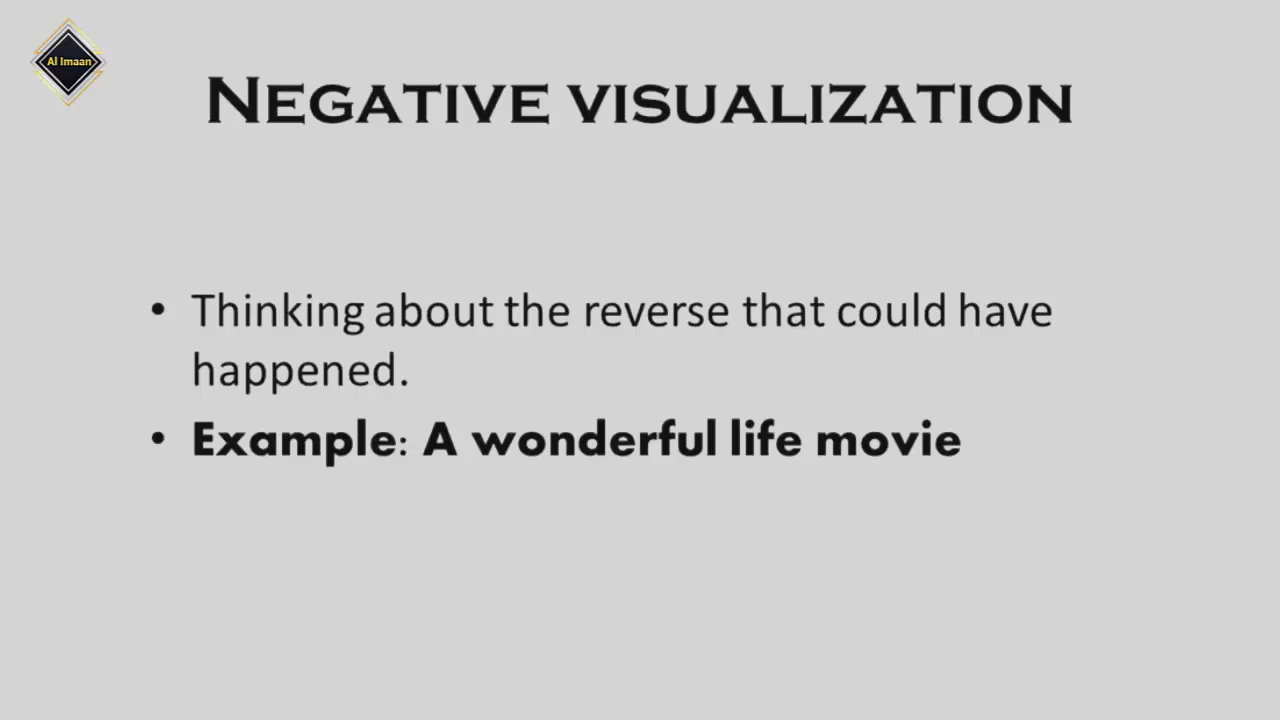 Al Imaan
NEGATIVE VISUALIZATION
• Thinking about the reverse that could have
happened.
• Example: A wonderful life movie